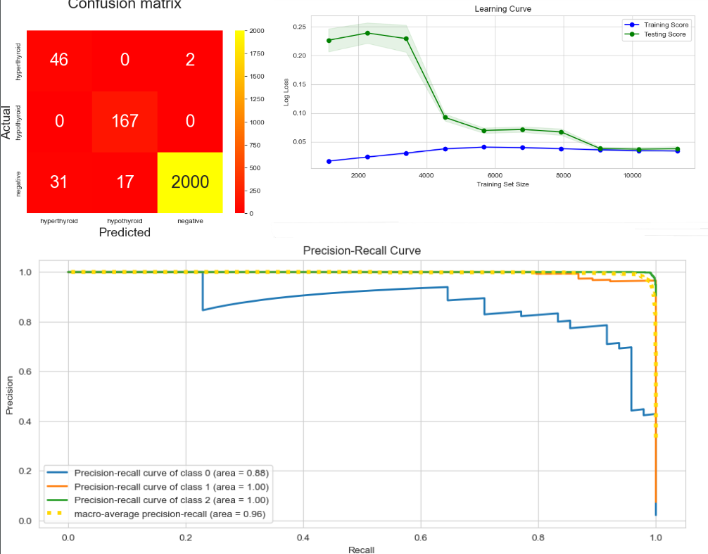 Confusion matrix
Actual
hyperthyroid
hypothyroid
negative
46 0 2
0 167 0
31 17 2000
hyperthyroid hypothyroid negative
Predicted
2000
1750
1500
1250
1000
750
500
250
0
Learning Curve
Training Score
Testing Score
Log Loss
0.25
0.20
0.15
0.10
0.05
2000 4000 6000 8000 10000
Training Set Size
Precision-Recall Curve
Precision
1.0
0.8
0.6
0.4
0.2
0.0
Precision-recall curve of class 0 (area = 0.88)
Precision-recall curve of class 1 (area = 1.00)
Precision-recall curve of class 2 (area = 1.00)
macro-average precision-recall (area = 0.96)
0.0 0.2 0.4 0.6 0.8 1.0
Recall